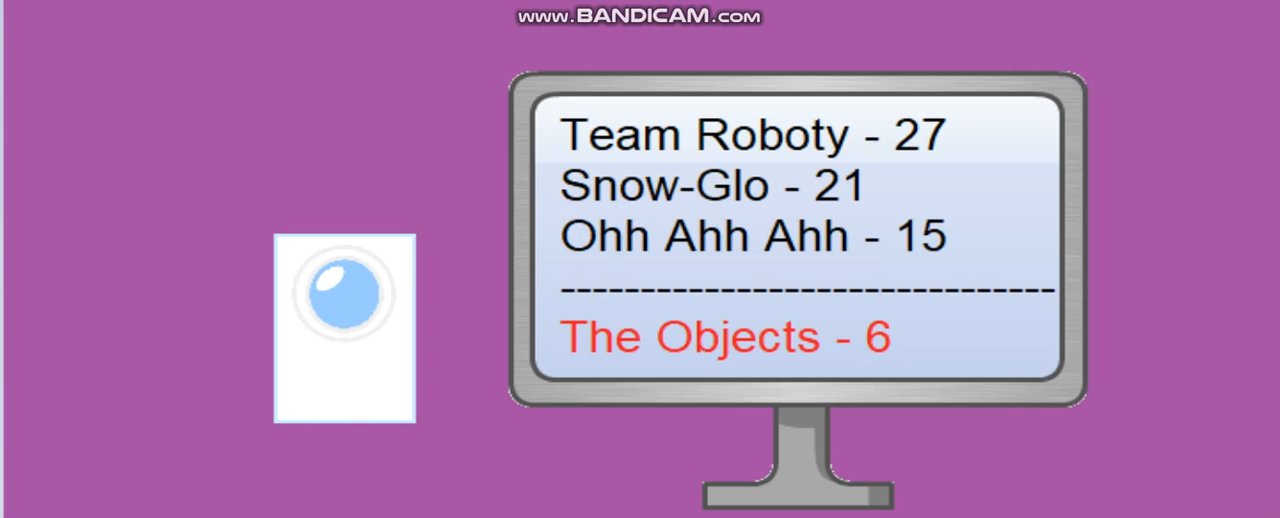 www.BANDICAM.com
Team Roboty - 27
Snow-Glo - 21
Ohh Ahh Ahh - 15
-------------------------------
The Objects - 6